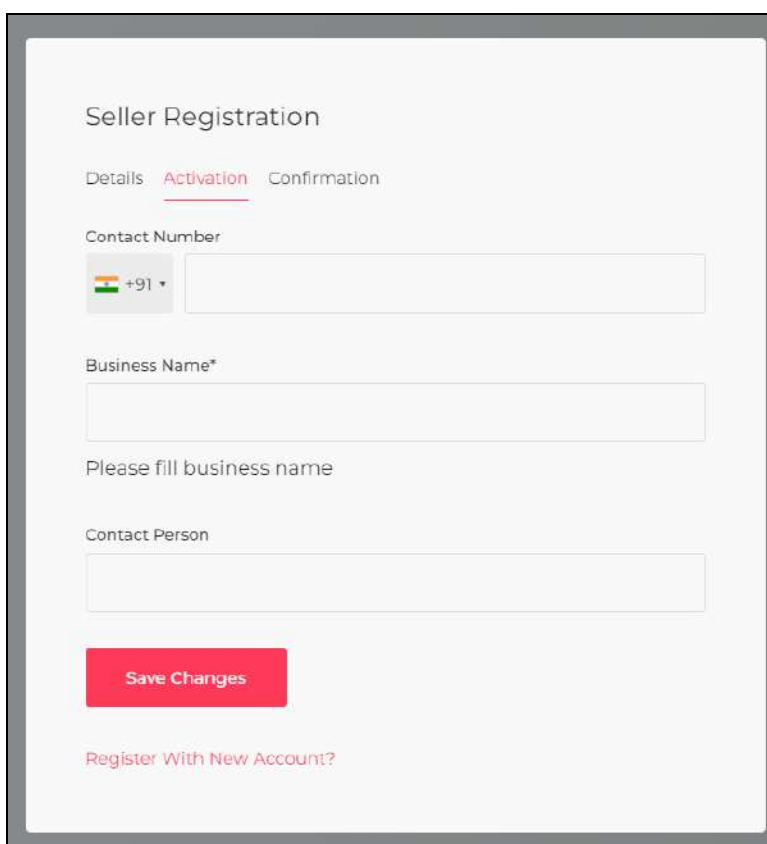 Seller Registration
Details Activation Confirmation
Contact Number
+91
Business Name*
Please fill business name
Contact Person
Save Changes
Register With New Account?